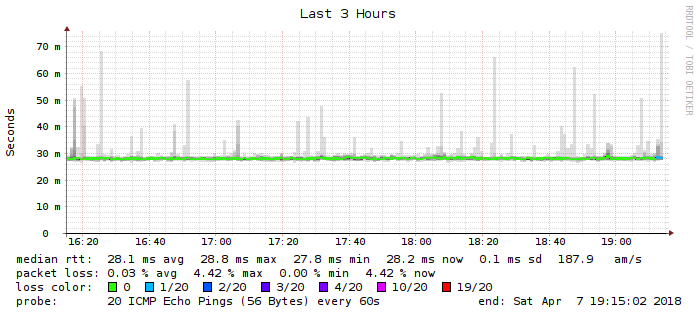 Last 3 Hours
RRDTOOL / TOBI OETIKER
Seconds
70 m
60 m
50 m
40 m
30 m
20 m
10 m
0
16:20 16:40 17:00 17:20 17:40 18:00 18:20 18:40 19:00
median rtt: 28.1 ms avg 28.8 ms max 27.8 ms min 28.2 ms now 0.1 ms sd 187.9 am/s
packet loss: 0.03 % avg 4.42 % max 0.00 % min 4.42 % now
loss color: 0 1/20 2/20 3/20 4/20 10/20 19/20
probe: 20 ICMP Echo Pings (56 Bytes) every 60s end: Sat Apr 7 19:15:02 2018